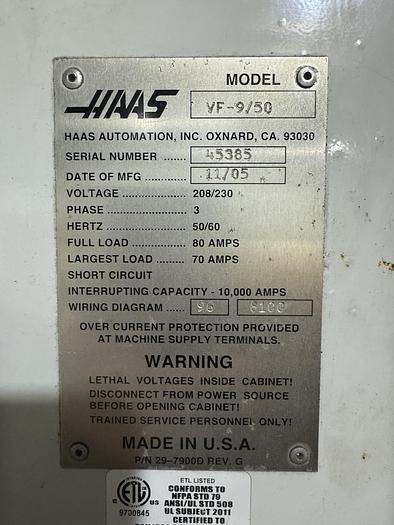 MODEL
HAAS VF-9/50
HAAS AUTOMATION, INC. OXNARD, CA. 93030
SERIAL NUMBER ....... 45385
DATE OF MFG ............ 11/05
VOLTAGE ..................... 208/230
PHASE .......................... 3
HERTZ .......................... 50/60
FULL LOAD .................. 80 AMPS
LARGEST LOAD .......... 70 AMPS
SHORT CIRCUIT
INTERRUPTING CAPACITY - 10,000 AMPS
WIRING DIAGRAM ...... 96 8100
OVER CURRENT PROTECTION PROVIDED
AT MACHINE SUPPLY TERMINALS.
WARNING
LETHAL VOLTAGES INSIDE CABINET!
DISCONNECT FROM POWER SOURCE
BEFORE OPENING CABINET!
TRAINED SERVICE PERSONNEL ONLY!
MADE IN U.S.A.
P/N 29-7900D REV. G
ETL LISTED
CONFORMS TO
NFPA STD 79
ANSI/UL STD 508
UL SUBJECT 2011
CERTIFIED TO
C ETL US
9700845